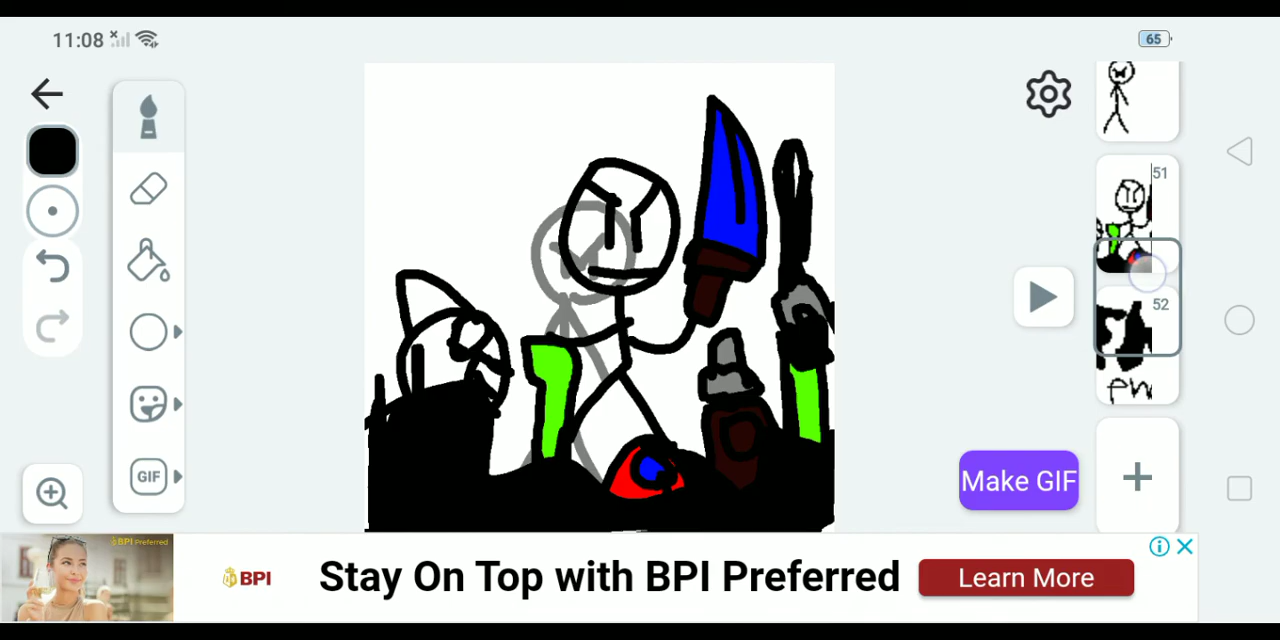 11:08
65
51
52
en
GIF
Make GIF
BPI Preferred
BPI
Stay On Top with BPI Preferred
Learn More